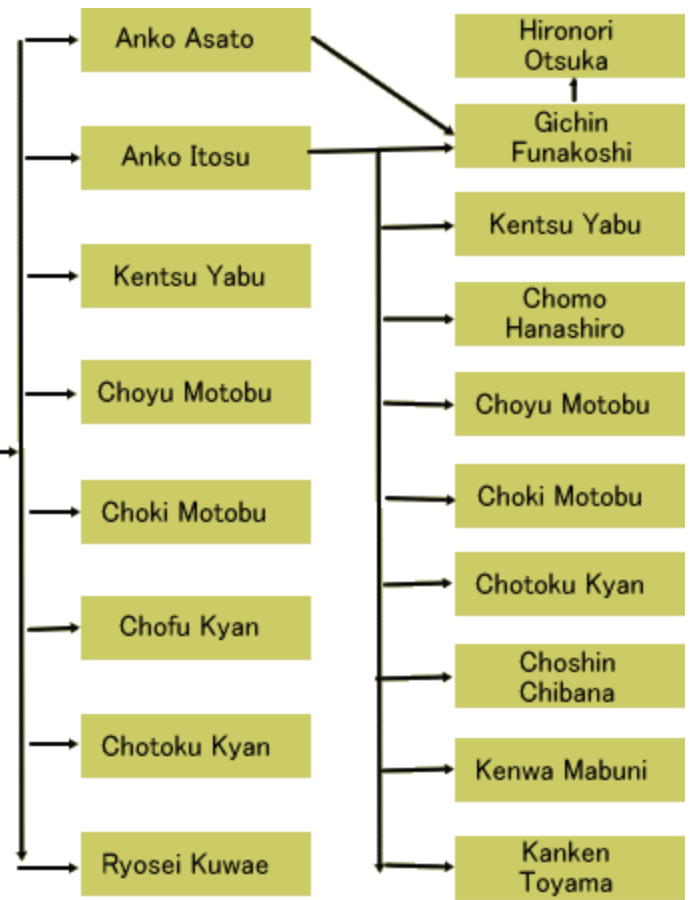 Anko Asato
Anko Itosu
Kentsu Yabu
Choyu Motobu
Choki Motobu
Chofu Kyan
Chotoku Kyan
Ryosei Kuwae
Hironori
Otsuka
Gichin
Funakoshi
Kentsu Yabu
Chomo
Hanashiro
Choyu Motobu
Choki Motobu
Chotoku Kyan
Choshin
Chibana
Kenwa Mabuni
Kanken
Toyama